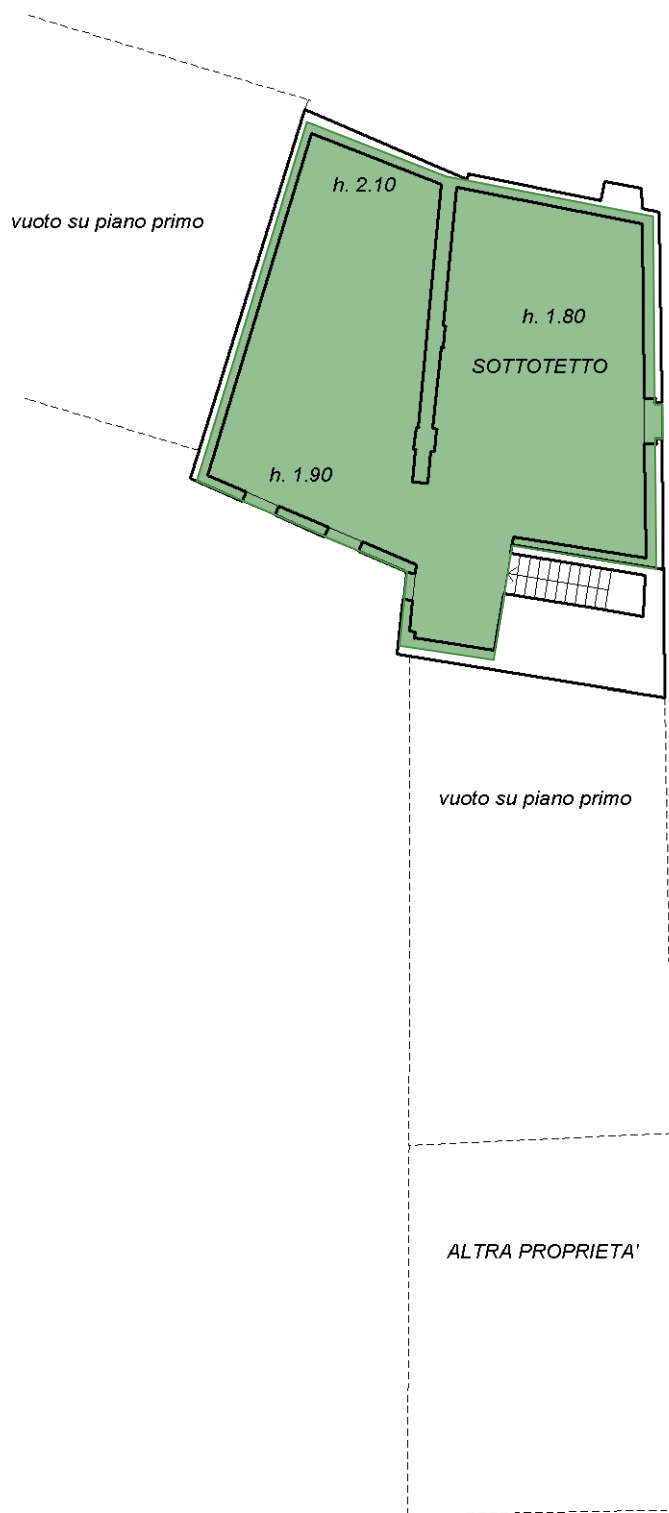 h. 2.10
vuoto su piano primo
h. 1.80
SOTTOTETTO
h. 1.90
vuoto su piano primo
ALTRA PROPRIETA'